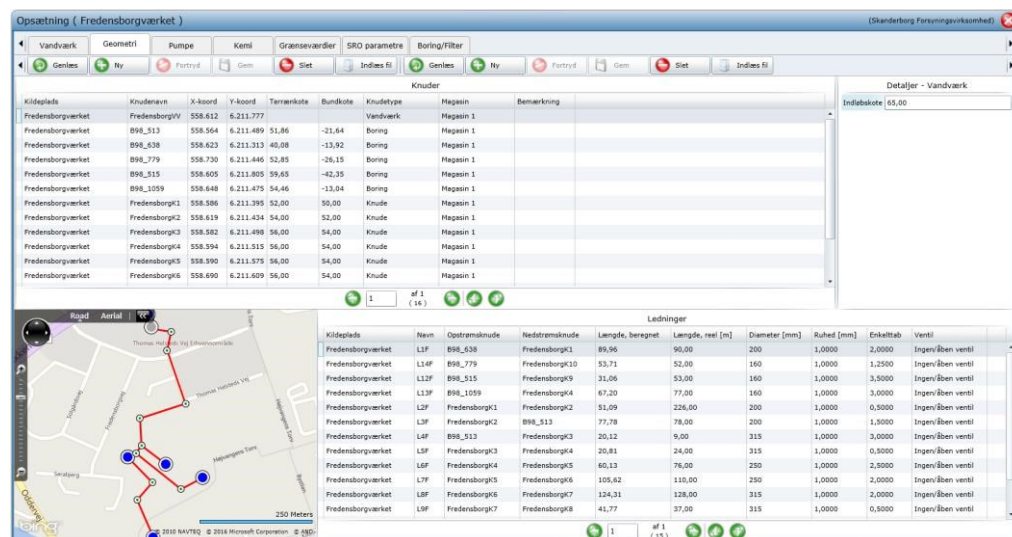 Opsætning ( Fredensborgværket )
(Skanderborg Forsyningsvirksomhed)
Vandværk Geometri Pumpe Kemi Grænseværdier SRO parametre Boring/Filter
Genlæs Ny Fortryd Gem Slet Indlæs fil Genlæs Ny Fortryd Gem Slet Indlæs fil
Knuder
Kildeplads Knudenavn X-koord Y-koord Terrænkote Bundkote Knudetype Magasin Bemærkning
Fredensborgværket FredensborgVV 558.612 6.211.777 Vandværk Magasin 1
Fredensborgværket B98_513 558.564 6.211.489 51,86 -21,64 Boring Magasin 1
Fredensborgværket B98_638 558.623 6.211.313 40,08 -13,92 Boring Magasin 1
Fredensborgværket B98_779 558.730 6.211.446 52,85 -26,15 Boring Magasin 1
Fredensborgværket B98_515 558.605 6.211.805 59,65 -42,35 Boring Magasin 1
Fredensborgværket B98_1059 558.648 6.211.475 54,46 -13,04 Boring Magasin 1
Fredensborgværket FredensborgK1 558.586 6.211.395 52,00 50,00 Knude Magasin 1
Fredensborgværket FredensborgK2 558.619 6.211.434 54,00 52,00 Knude Magasin 1
Fredensborgværket FredensborgK3 558.582 6.211.498 56,00 54,00 Knude Magasin 1
Fredensborgværket FredensborgK4 558.594 6.211.515 56,00 54,00 Knude Magasin 1
Fredensborgværket FredensborgK5 558.590 6.211.575 56,00 54,00 Knude Magasin 1
Fredensborgværket FredensborgK6 558.690 6.211.609 56,00 54,00 Knude Magasin 1
1 af 1
( 16 )
Detaljer - Vandværk
Indløbskote 65,00
Road Aerial
Thomas Helsteds Vej Erhvervsområde
Thomas Helsteds Vej
Højvangens Torv
Oddervej
bing
250 Meters
© 2010 NAVTEQ © 2016 Microsoft Corporation © AND
Ledninger
Kildeplads Navn Opstrømsknude Nedstrømsknude Længde, beregnet Længde, reel [m] Diameter [mm] Ruhed [mm] Enkelttab Ventil
Fredensborgværket L1F B98_638 FredensborgK1 89,96 90,00 200 1,0000 2,0000 Ingen/åben ventil
Fredensborgværket L14F B98_779 FredensborgK10 53,71 52,00 160 1,0000 1,2500 Ingen/åben ventil
Fredensborgværket L12F B98_515 FredensborgK9 31,06 53,00 160 1,0000 3,5000 Ingen/åben ventil
Fredensborgværket L13F B98_1059 FredensborgK4 67,20 77,00 160 1,0000 3,0000 Ingen/åben ventil
Fredensborgværket L2F FredensborgK1 FredensborgK2 51,09 226,00 200 1,0000 0,5000 Ingen/åben ventil
Fredensborgværket L3F FredensborgK2 B98_513 77,78 78,00 200 1,0000 1,5000 Ingen/åben ventil
Fredensborgværket L4F B98_513 FredensborgK3 20,12 9,00 315 1,0000 3,0000 Ingen/åben ventil
Fredensborgværket L5F FredensborgK3 FredensborgK4 20,81 24,00 315 1,0000 0,5000 Ingen/åben ventil
Fredensborgværket L6F FredensborgK4 FredensborgK5 60,13 76,00 250 1,0000 2,5000 Ingen/åben ventil
Fredensborgværket L7F FredensborgK5 FredensborgK6 105,62 110,00 250 1,0000 0,5000 Ingen/åben ventil
Fredensborgværket L8F FredensborgK6 FredensborgK7 124,31 128,00 315 1,0000 2,0000 Ingen/åben ventil
Fredensborgværket L9F FredensborgK7 FredensborgK8 41,77 37,00 315 1,0000 0,5000 Ingen/åben ventil
1 af 1
( 15 )